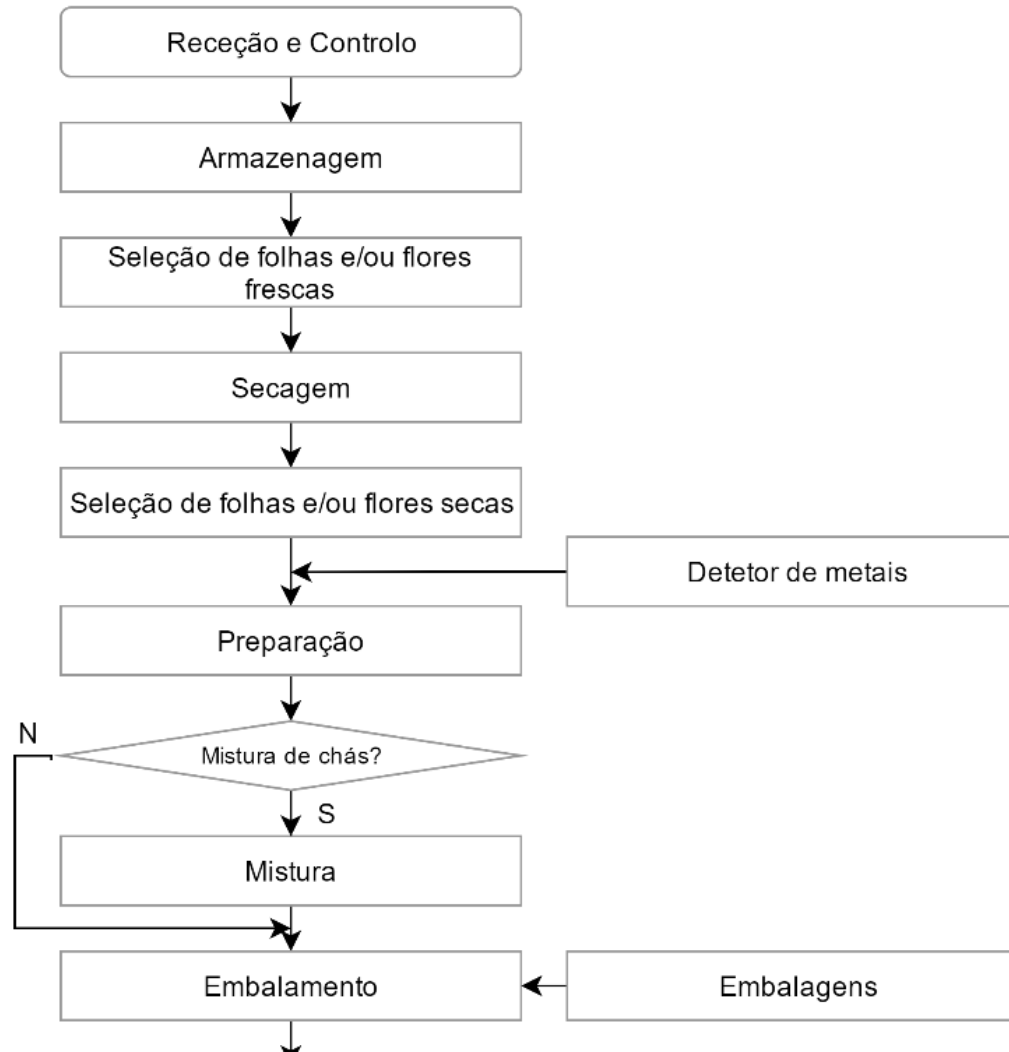 Receção e Controlo
Armazenagem
Seleção de folhas e/ou flores
frescas
Secagem
Seleção de folhas e/ou flores secas
Detetor de metais
Preparação
N
Mistura de chás?
S
Mistura
Embalamento
Embalagens